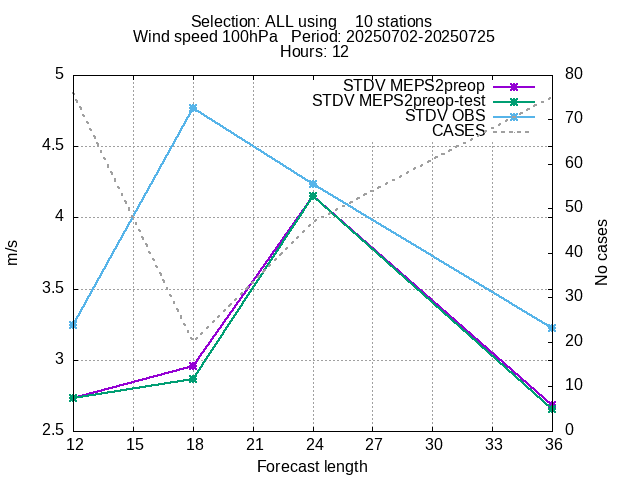 Selection: ALL using    10 stations
Wind speed 100hPa   Period: 20250702-20250725
Hours: 12
STDV MEPS2preop
STDV MEPS2preop-test
STDV OBS
CASES
5
4.5
4
3.5
3
2.5
m/s
80
70
60
50
40
30
20
10
0
No cases
12 15 18 21 24 27 30 33 36
Forecast length